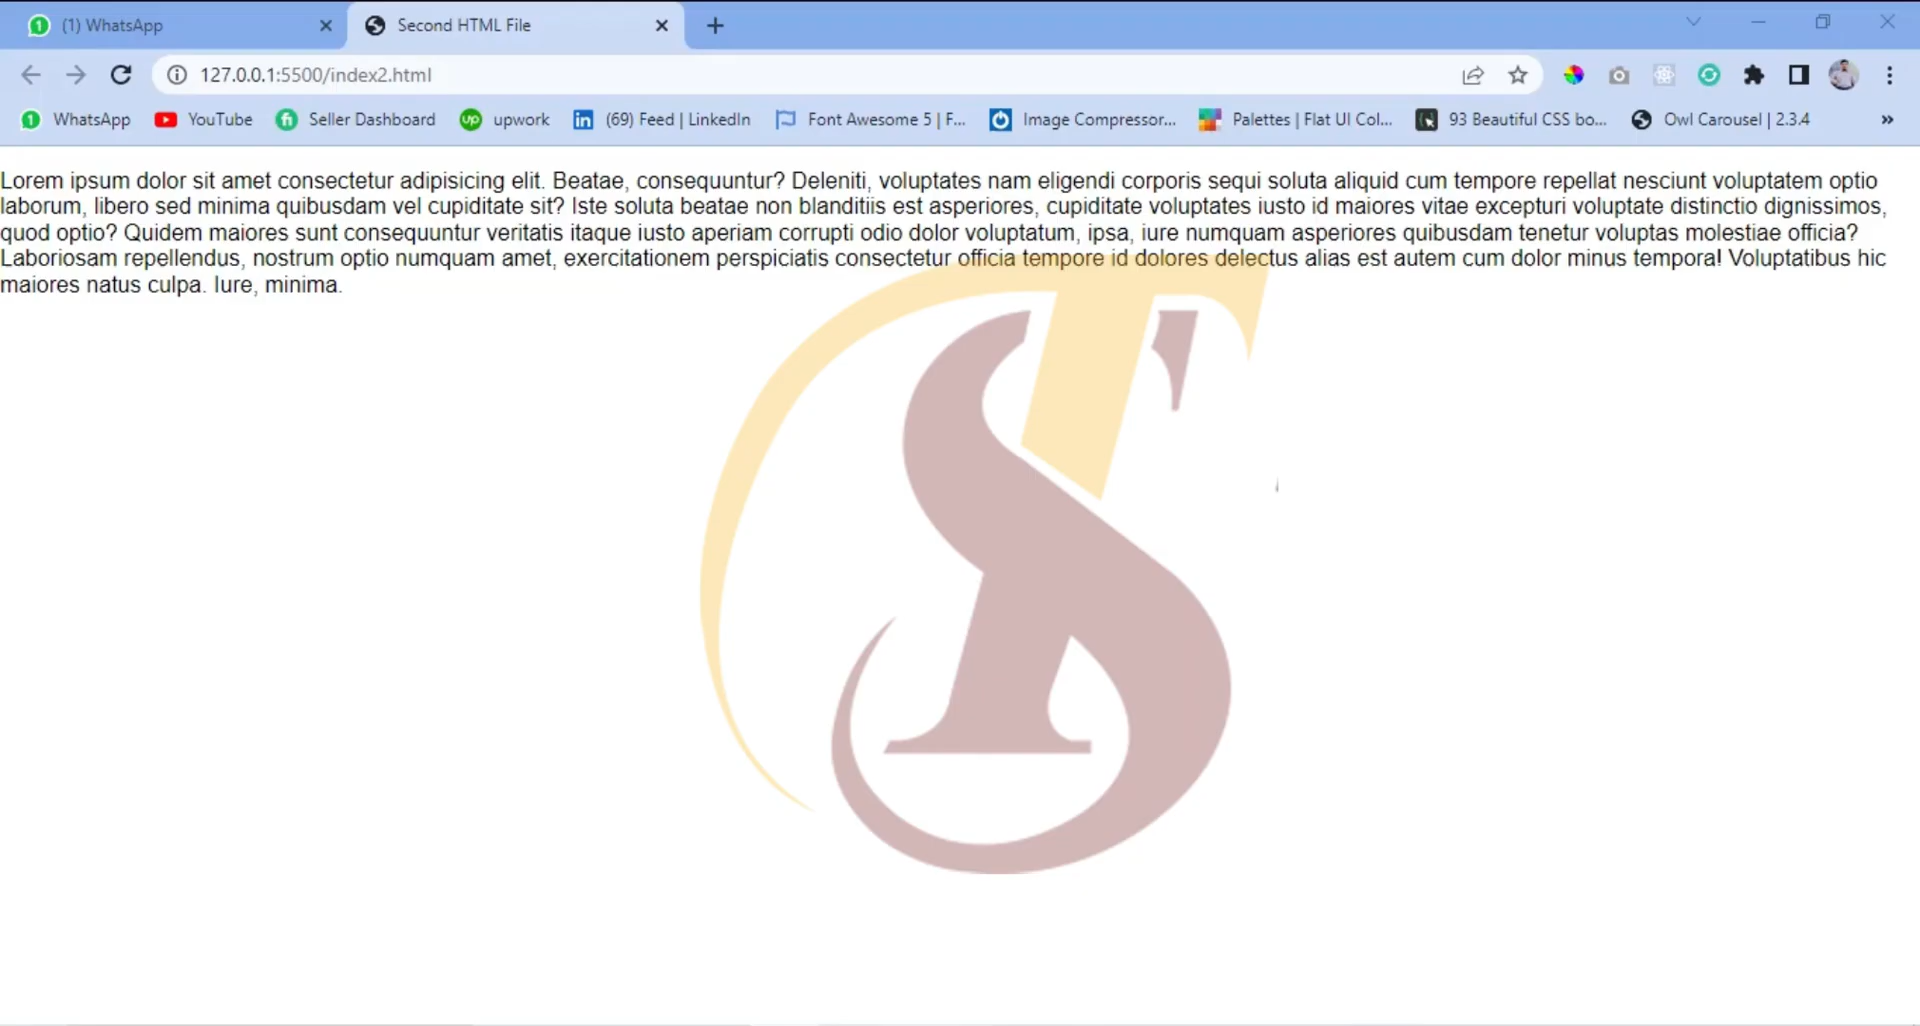 (1) WhatsApp
Second HTML File
127.0.0.1:5500/index2.html
WhatsApp YouTube Seller Dashboard upwork (69) Feed | LinkedIn Font Awesome 5 | F... Image Compressor... Palettes | Flat UI Col... 93 Beautiful CSS bo... Owl Carousel | 2.3.4 »
Lorem ipsum dolor sit amet consectetur adipisicing elit. Beatae, consequuntur? Deleniti, voluptates nam eligendi corporis sequi soluta aliquid cum tempore repellat nesciunt voluptatem optio
laborum, libero sed minima quibusdam vel cupiditate sit? Iste soluta beatae non blanditiis est asperiores, cupiditate voluptates iusto id maiores vitae excepturi voluptate distinctio dignissimos,
quod optio? Quidem maiores sunt consequuntur veritatis itaque iusto aperiam corrupti odio dolor voluptatum, ipsa, iure numquam asperiores quibusdam tenetur voluptas molestiae officia?
Laboriosam repellendus, nostrum optio numquam amet, exercitationem perspiciatis consectetur officia tempore id dolores delectus alias est autem cum dolor minus tempora! Voluptatibus hic
maiores natus culpa. Iure, minima.